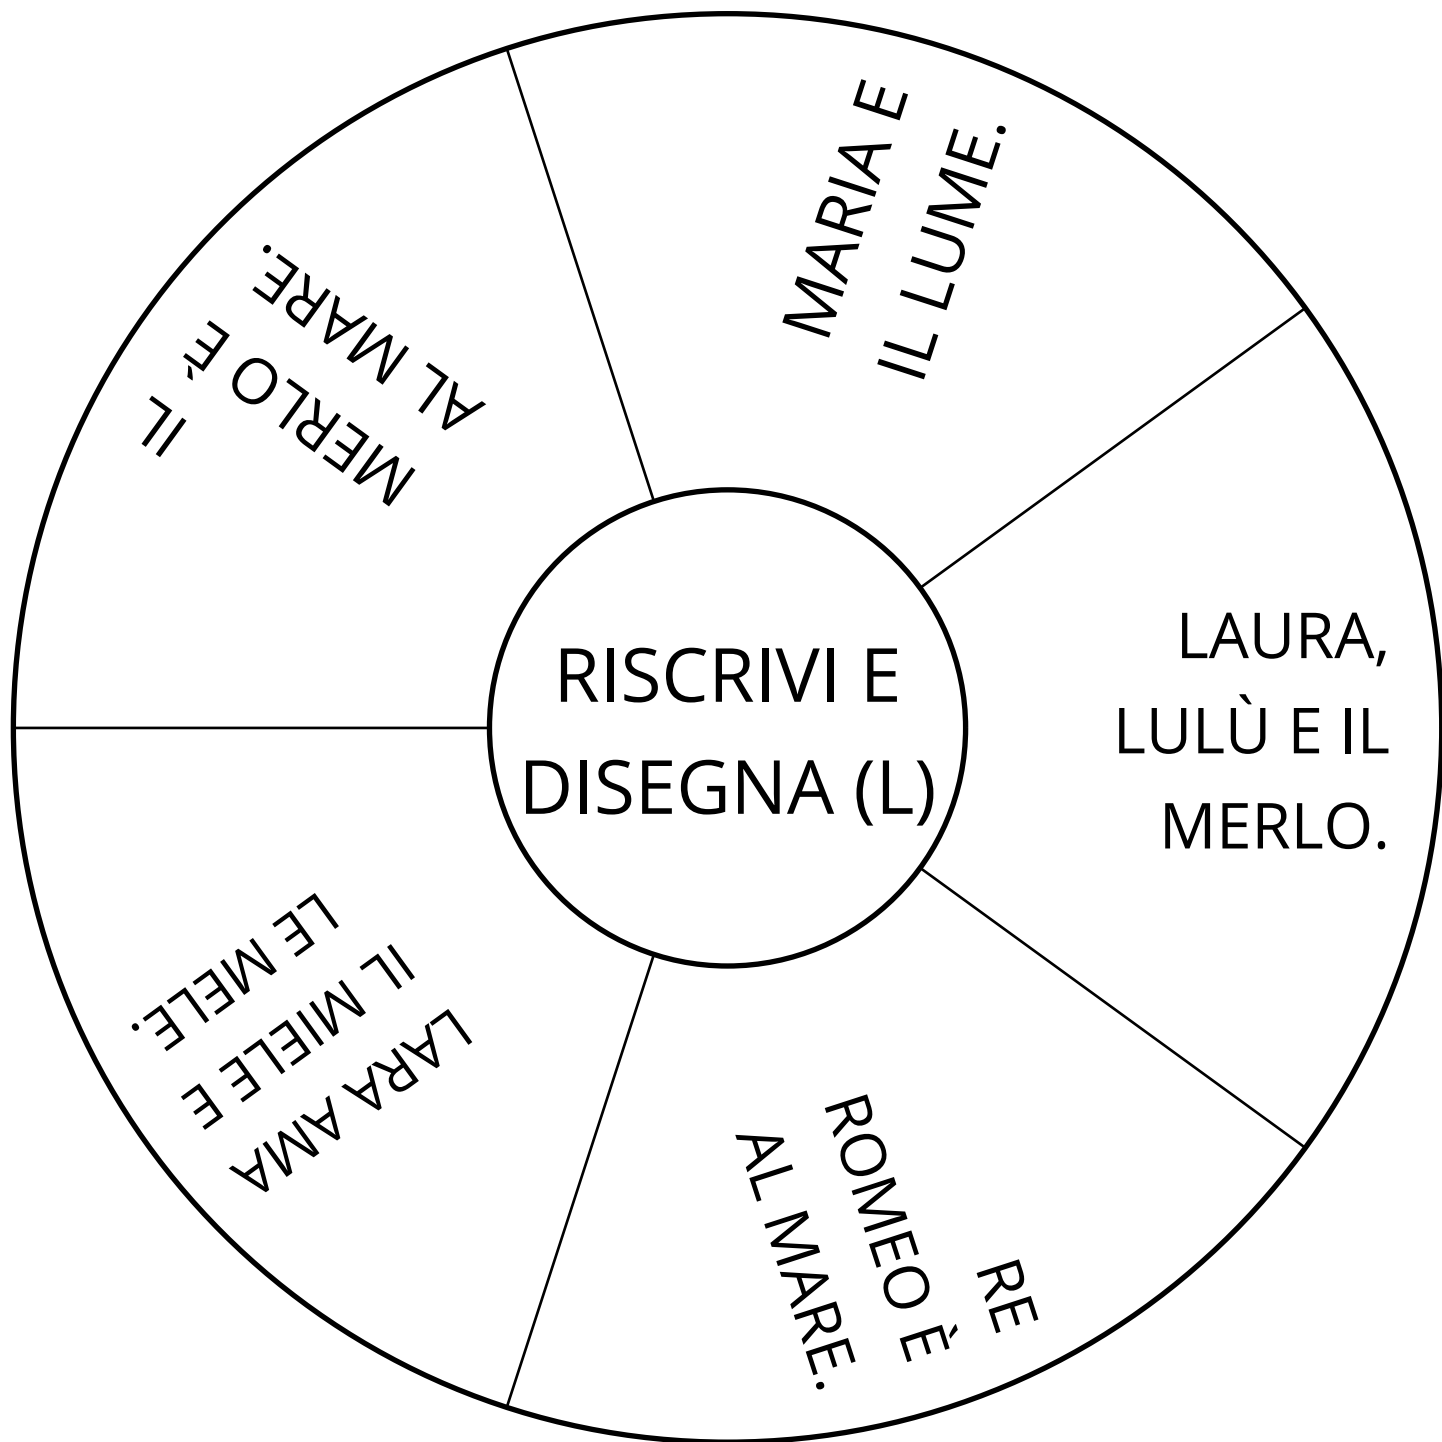 MARIA E
IL LUME.
LAURA,
LULÙ E IL
MERLO.
RE
ROMEO È
AL MARE.
LARA AMA
IL MIELE E
LE MELE.
IL
MERLO È
AL MARE.
RISCRIVI E
DISEGNA (L)